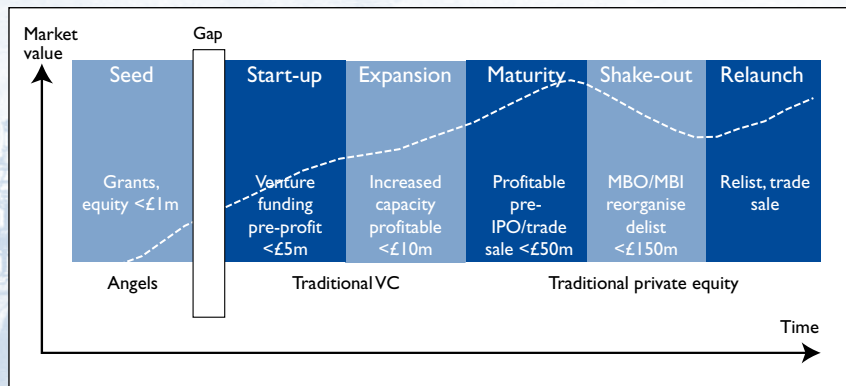 Market
value
Gap
Seed
Start-up
Expansion
Maturity
Shake-out
Relaunch
Grants,
equity <£1m
Venture
funding
pre-profit
<£5m
Increased
capacity
profitable
<£10m
Profitable
pre-
IPO/trade
sale <£50m
MBO/MBI
reorganise
delist
<£150m
Relist, trade
sale
Angels
Traditional VC
Traditional private equity
Time